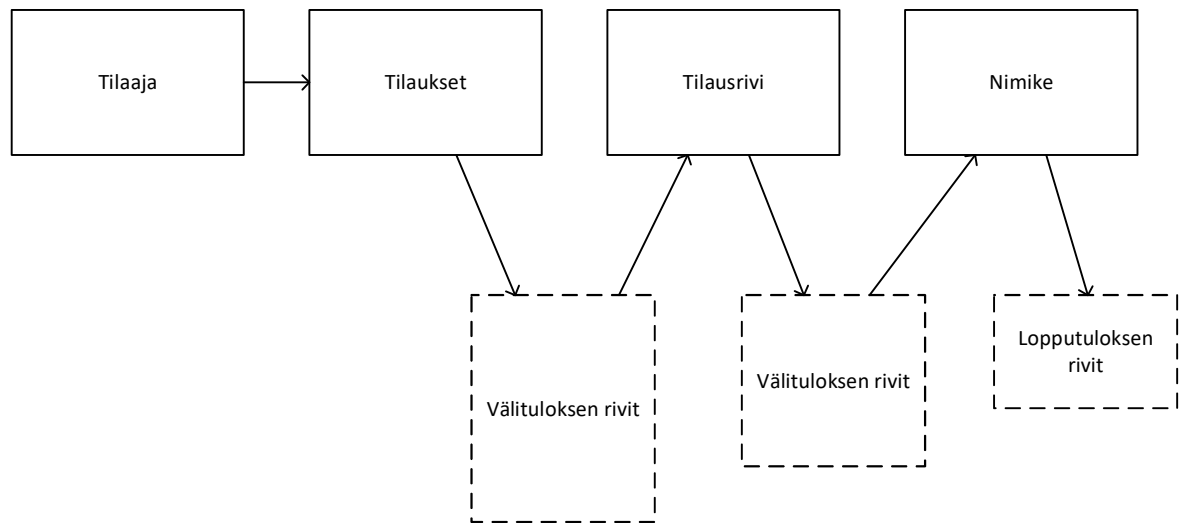 Tilaaja
Tilaukset
Tilausrivi
Nimike
Välituloksen rivit
Välituloksen rivit
Lopputuloksen
rivit